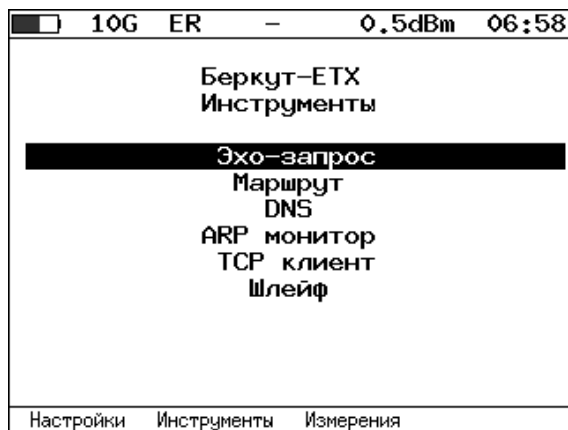 10G ER – 0.5dBm 06:58
Беркут-ETX
Инструменты
Эхо-запрос
Маршрут
DNS
ARP монитор
TCP клиент
Шлейф
Настройки Инструменты Измерения